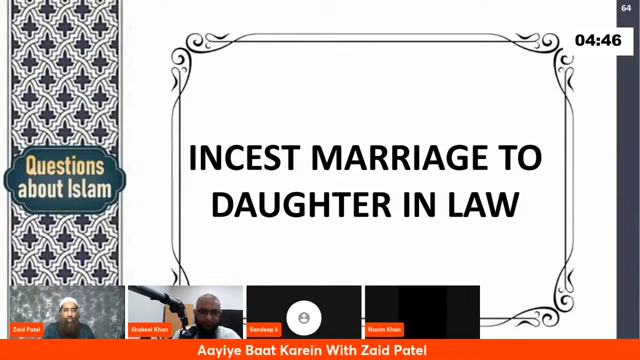 64
04:46
INCEST MARRIAGE TO
DAUGHTER IN LAW
Questions
about Islam
Zaid Patel
Shakeel Khan
Sandeep k
Nasim Khan
Aayiye Baat Karein With Zaid Patel